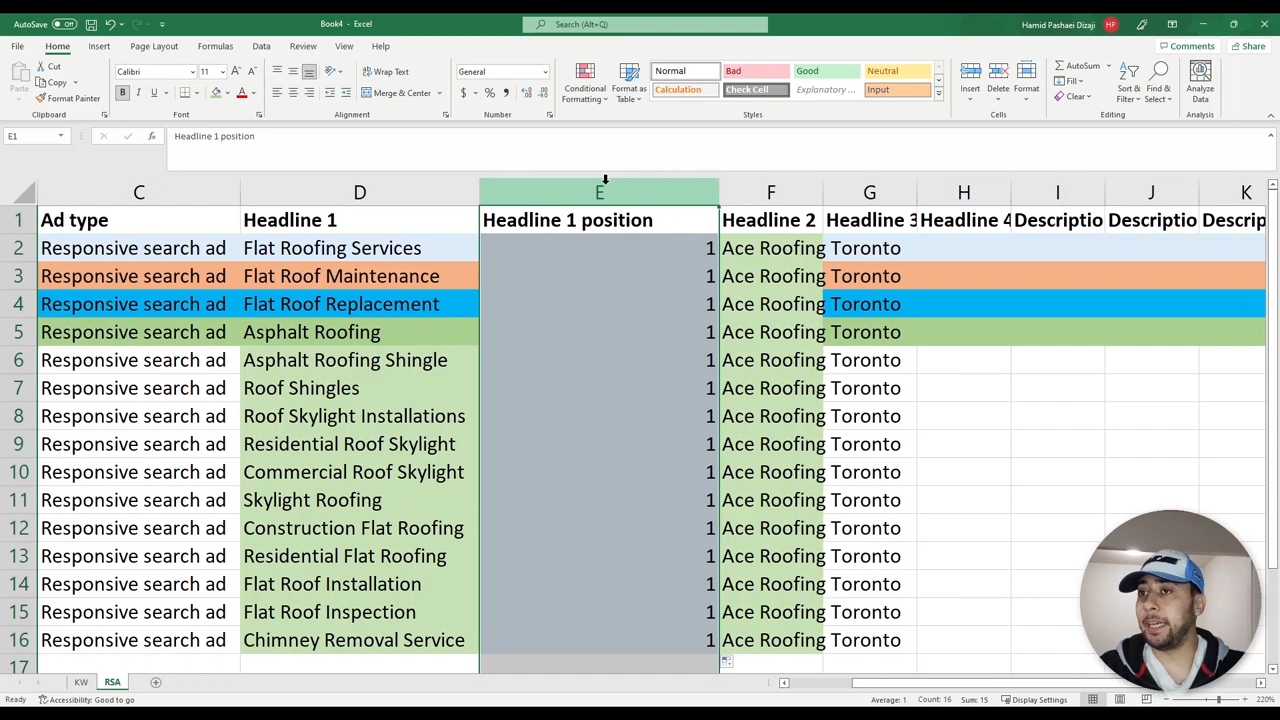 AutoSave Off Book4 - Excel Search (Alt+Q) Hamid Pashaei Dizaji HP
File Home Insert Page Layout Formulas Data Review View Help Comments Share
Cut Copy Format Painter Paste Clipboard
Calibri 11 B I U Font
Wrap Text Merge & Center Alignment
General $ % Number
Conditional Formatting Format as Table
Normal Bad Good Neutral
Calculation Check Cell Explanatory ... Input
Styles
Insert Delete Format Cells
AutoSum Fill Clear Sort & Filter Find & Select Editing
Analyze Data Analysis
E1 fx Headline 1 position
C D E F G H I J K
1 Ad type Headline 1 Headline 1 position Headline 2 Headline 3 Headline 4 Descriptio Descriptio Descrip
2 Responsive search ad Flat Roofing Services 1 Ace Roofing Toronto
3 Responsive search ad Flat Roof Maintenance 1 Ace Roofing Toronto
4 Responsive search ad Flat Roof Replacement 1 Ace Roofing Toronto
5 Responsive search ad Asphalt Roofing 1 Ace Roofing Toronto
6 Responsive search ad Asphalt Roofing Shingle 1 Ace Roofing Toronto
7 Responsive search ad Roof Shingles 1 Ace Roofing Toronto
8 Responsive search ad Roof Skylight Installations 1 Ace Roofing Toronto
9 Responsive search ad Residential Roof Skylight 1 Ace Roofing Toronto
10 Responsive search ad Commercial Roof Skylight 1 Ace Roofing Toronto
11 Responsive search ad Skylight Roofing 1 Ace Roofing Toronto
12 Responsive search ad Construction Flat Roofing 1 Ace Roofing Toronto
13 Responsive search ad Residential Flat Roofing 1 Ace Roofing Toronto
14 Responsive search ad Flat Roof Installation 1 Ace Roofing Toronto
15 Responsive search ad Flat Roof Inspection 1 Ace Roofing Toronto
16 Responsive search ad Chimney Removal Service 1 Ace Roofing Toronto
17
KW RSA
Ready Accessibility: Good to go Average: 1 Count: 16 Sum: 15 Display Settings 220%